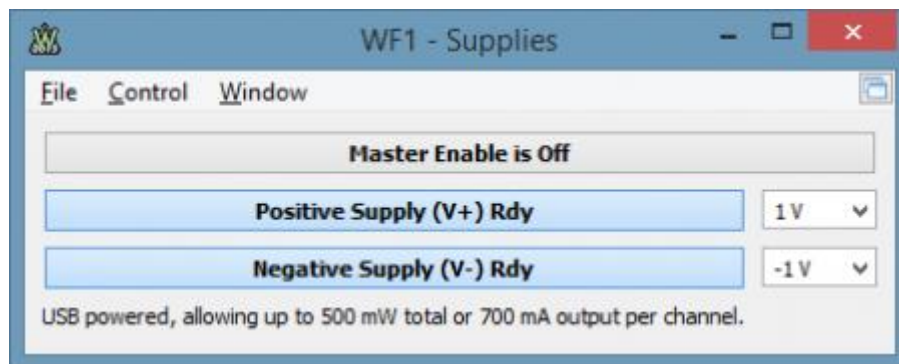 WF1 - Supplies
File Control Window
Master Enable is Off
Positive Supply (V+) Rdy 1 V
Negative Supply (V-) Rdy -1 V
USB powered, allowing up to 500 mW total or 700 mA output per channel.